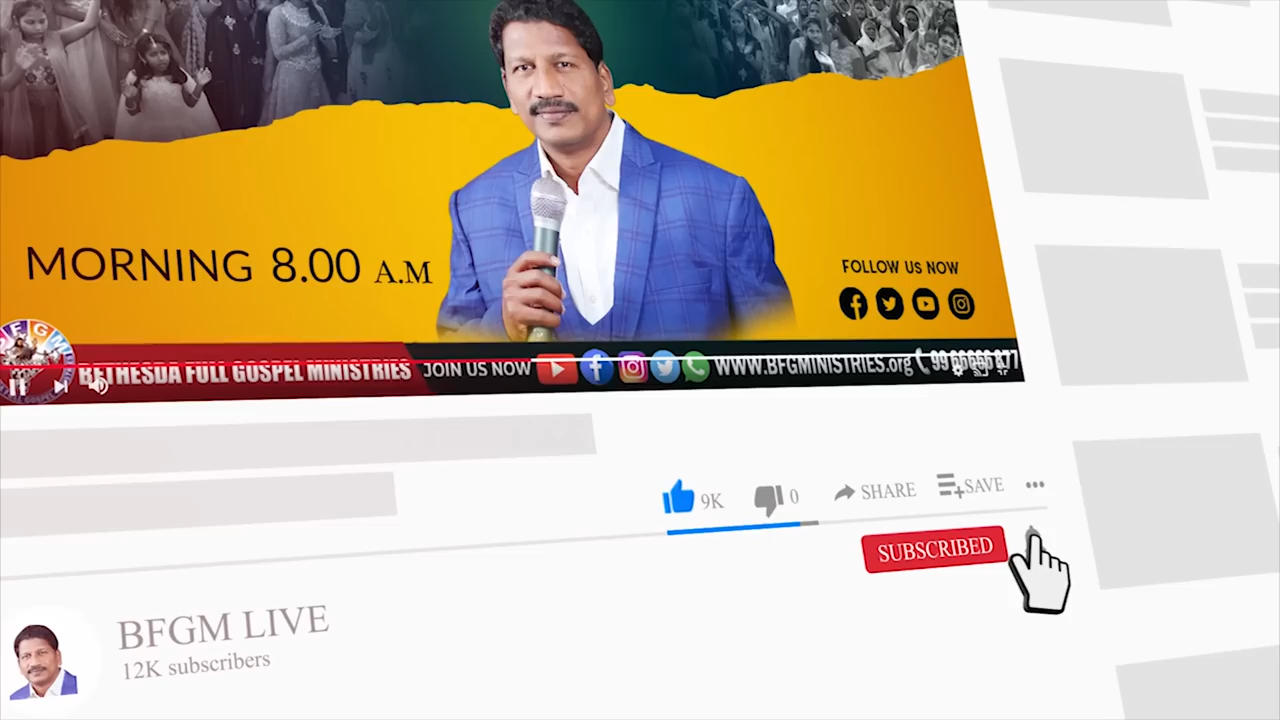 MORNING 8.00 A.M
FOLLOW US NOW
BFGM
BETHESDA FULL GOSPEL MINISTRIES
JOIN US NOW
WWW.BFGMINISTRIES.org
9K
0
SHARE
SAVE
SUBSCRIBED
BFGM LIVE
12K subscribers